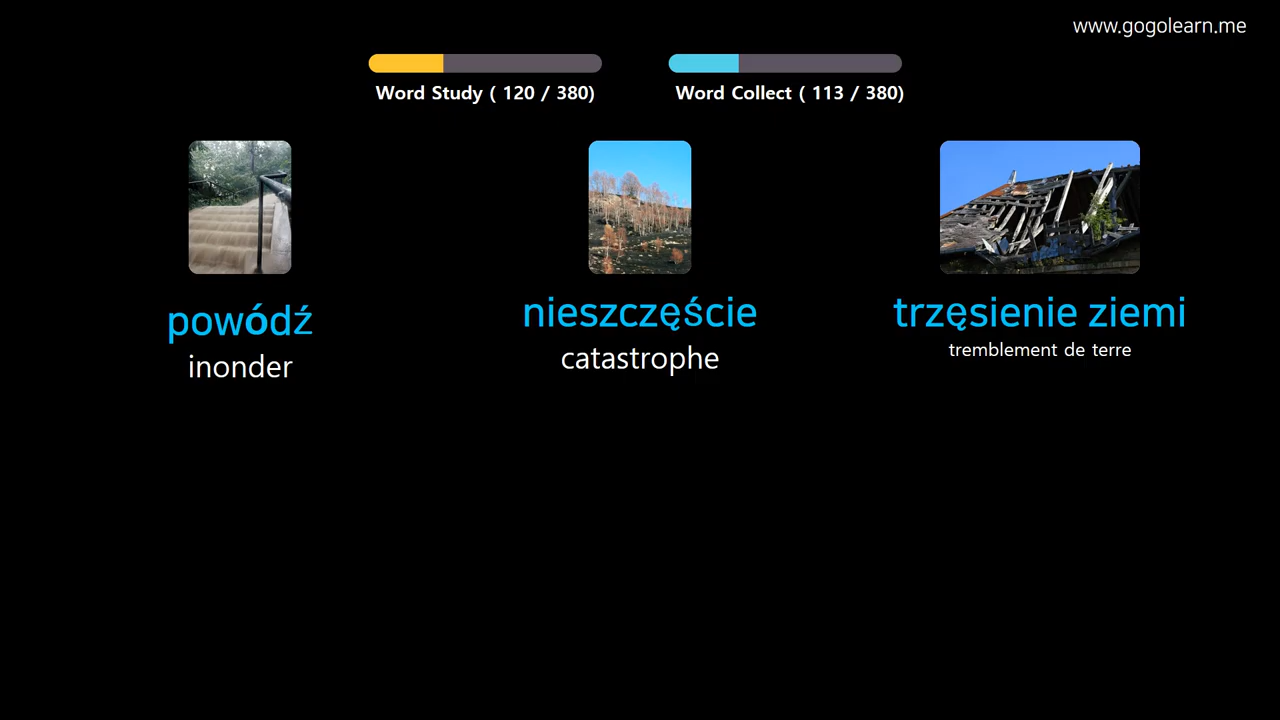 www.gogolearn.me
Word Study ( 120 / 380)
Word Collect ( 113 / 380)
powódź
inonder
nieszczęście
catastrophe
trzęsienie ziemi
tremblement de terre